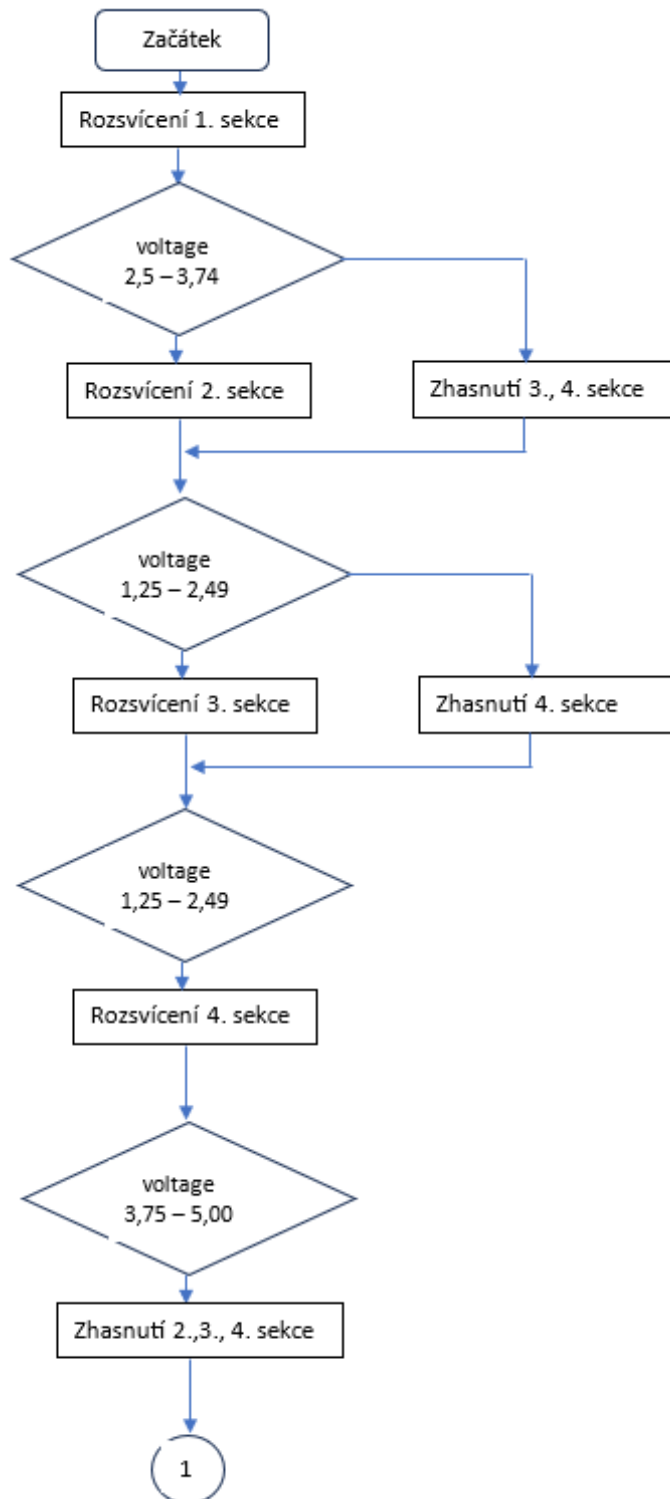 Začátek
Rozsvícení 1. sekce
voltage
2,5 – 3,74
Rozsvícení 2. sekce
Zhasnutí 3., 4. sekce
voltage
1,25 – 2,49
Rozsvícení 3. sekce
Zhasnutí 4. sekce
voltage
1,25 – 2,49
Rozsvícení 4. sekce
voltage
3,75 – 5,00
Zhasnutí 2.,3., 4. sekce
1